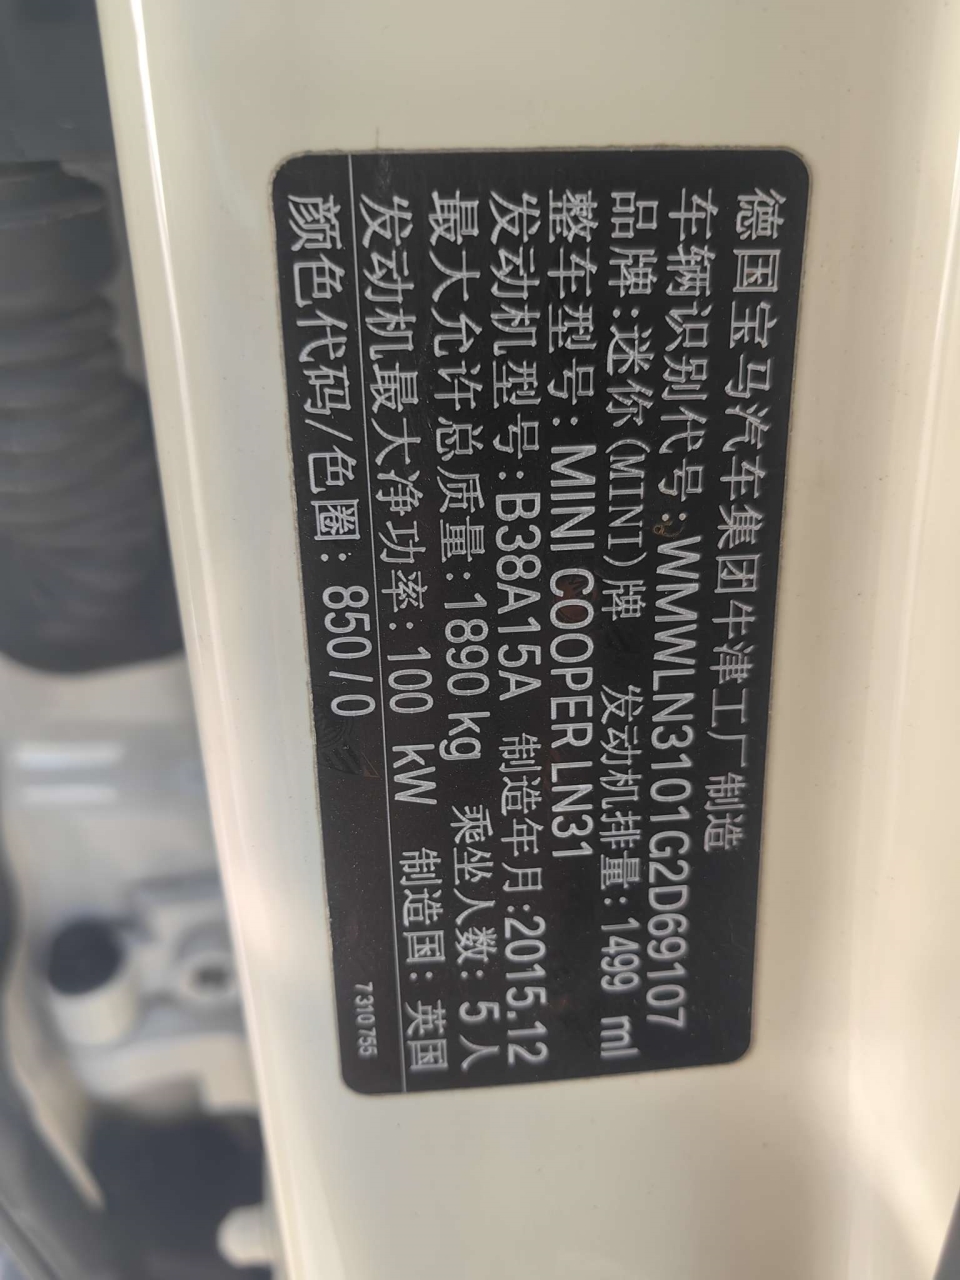 德国宝马汽车集团牛津工厂制造
车辆识别代号:WMWLN3101G2D69107
品牌:迷你(MINI)牌 发动机排量:1499 ml
整车型号:MINI COOPER LN31
发动机型号:B38A15A 制造年月:2015.12
最大允许总质量:1890kg 乘坐人数:5人
发动机最大净功率:100 kW 制造国:英国
颜色代码/色圈:850/0
7310755